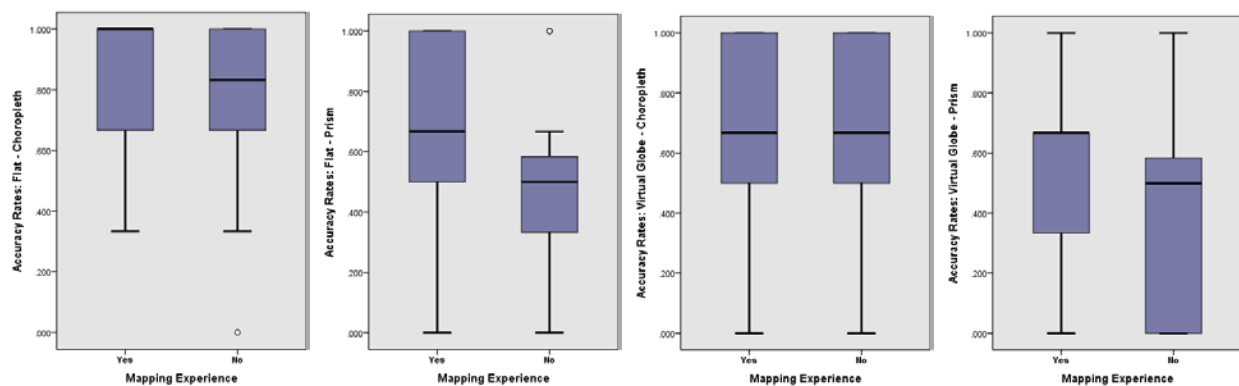 Accuracy Rates: Flat - Choropleth
1.000
.800
.600
.400
.200
.000
Yes
No
Mapping Experience
Accuracy Rates: Flat - Prism
1.000
.800
.600
.400
.200
.000
Yes
No
Mapping Experience
Accuracy Rates: Virtual Globe - Choropleth
1.000
.800
.600
.400
.200
.000
Yes
No
Mapping Experience
Accuracy Rates: Virtual Globe - Prism
1.000
.800
.600
.400
.200
.000
Yes
No
Mapping Experience